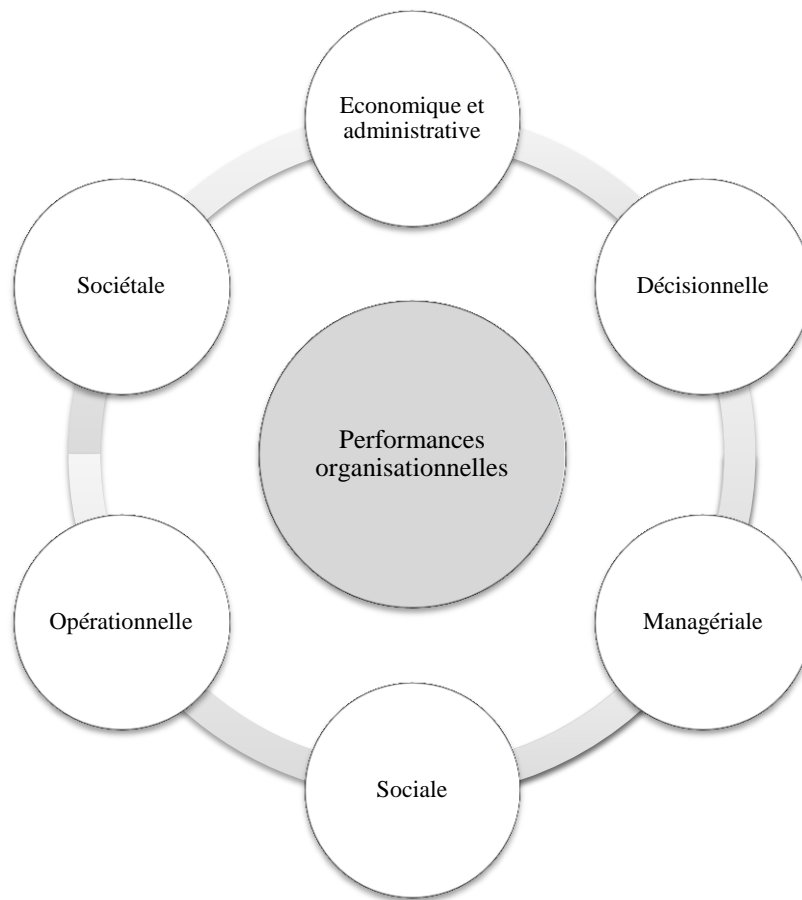 Economique et
administrative
Sociétale
Décisionnelle
Performances
organisationnelles
Opérationnelle
Managériale
Sociale